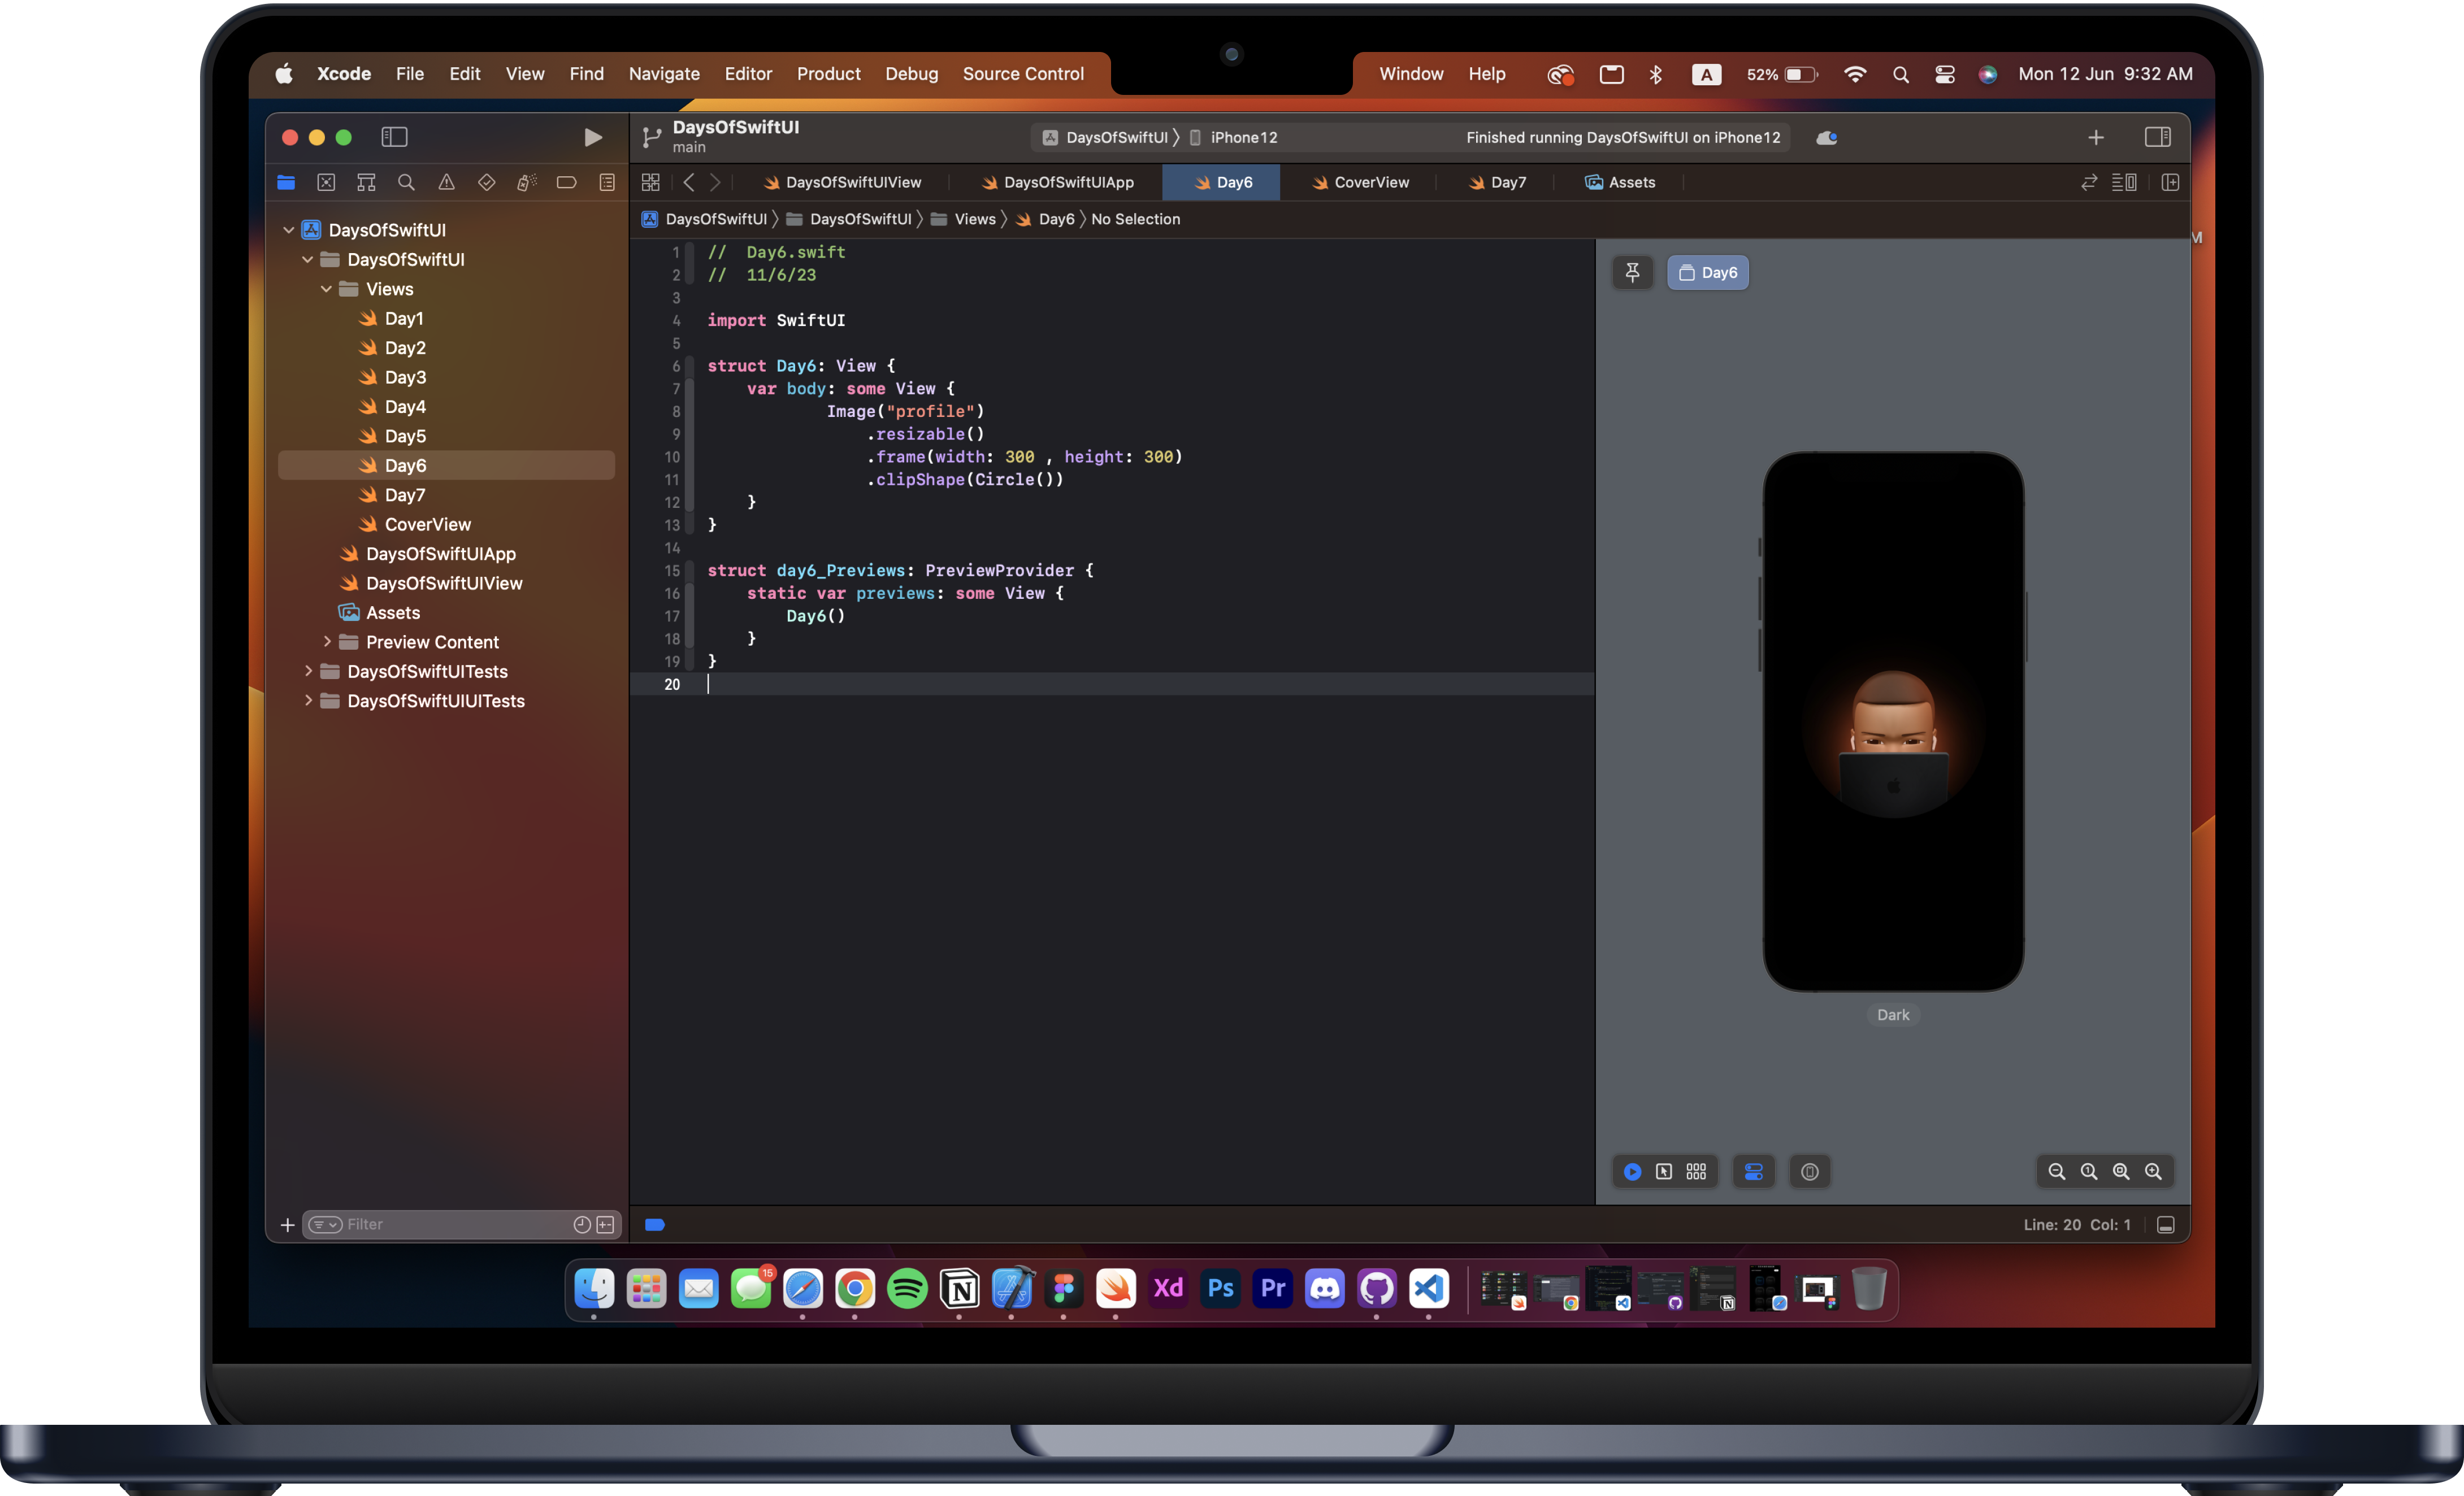 Xcode File Edit View Find Navigate Editor Product Debug Source Control Window Help A 52% Mon 12 Jun 9:32 AM
DaysOfSwiftUI
main
DaysOfSwiftUI iPhone12 Finished running DaysOfSwiftUI on iPhone12
DaysOfSwiftUIView DaysOfSwiftUIApp Day6 CoverView Day7 Assets
DaysOfSwiftUI DaysOfSwiftUI Views Day6 No Selection
DaysOfSwiftUI
DaysOfSwiftUI
Views
Day1
Day2
Day3
Day4
Day5
Day6
Day7
CoverView
DaysOfSwiftUIApp
DaysOfSwiftUIView
Assets
Preview Content
DaysOfSwiftUITests
DaysOfSwiftUIUITests
Filter
1 // Day6.swift
2 // 11/6/23
3
4 import SwiftUI
5
6 struct Day6: View {
7 var body: some View {
8 Image("profile")
9 .resizable()
10 .frame(width: 300 , height: 300)
11 .clipShape(Circle())
12 }
13 }
14
15 struct day6_Previews: PreviewProvider {
16 static var previews: some View {
17 Day6()
18 }
19 }
20
Day6
M
Dark
Line: 20 Col: 1
15
N
Xd
Ps
Pr